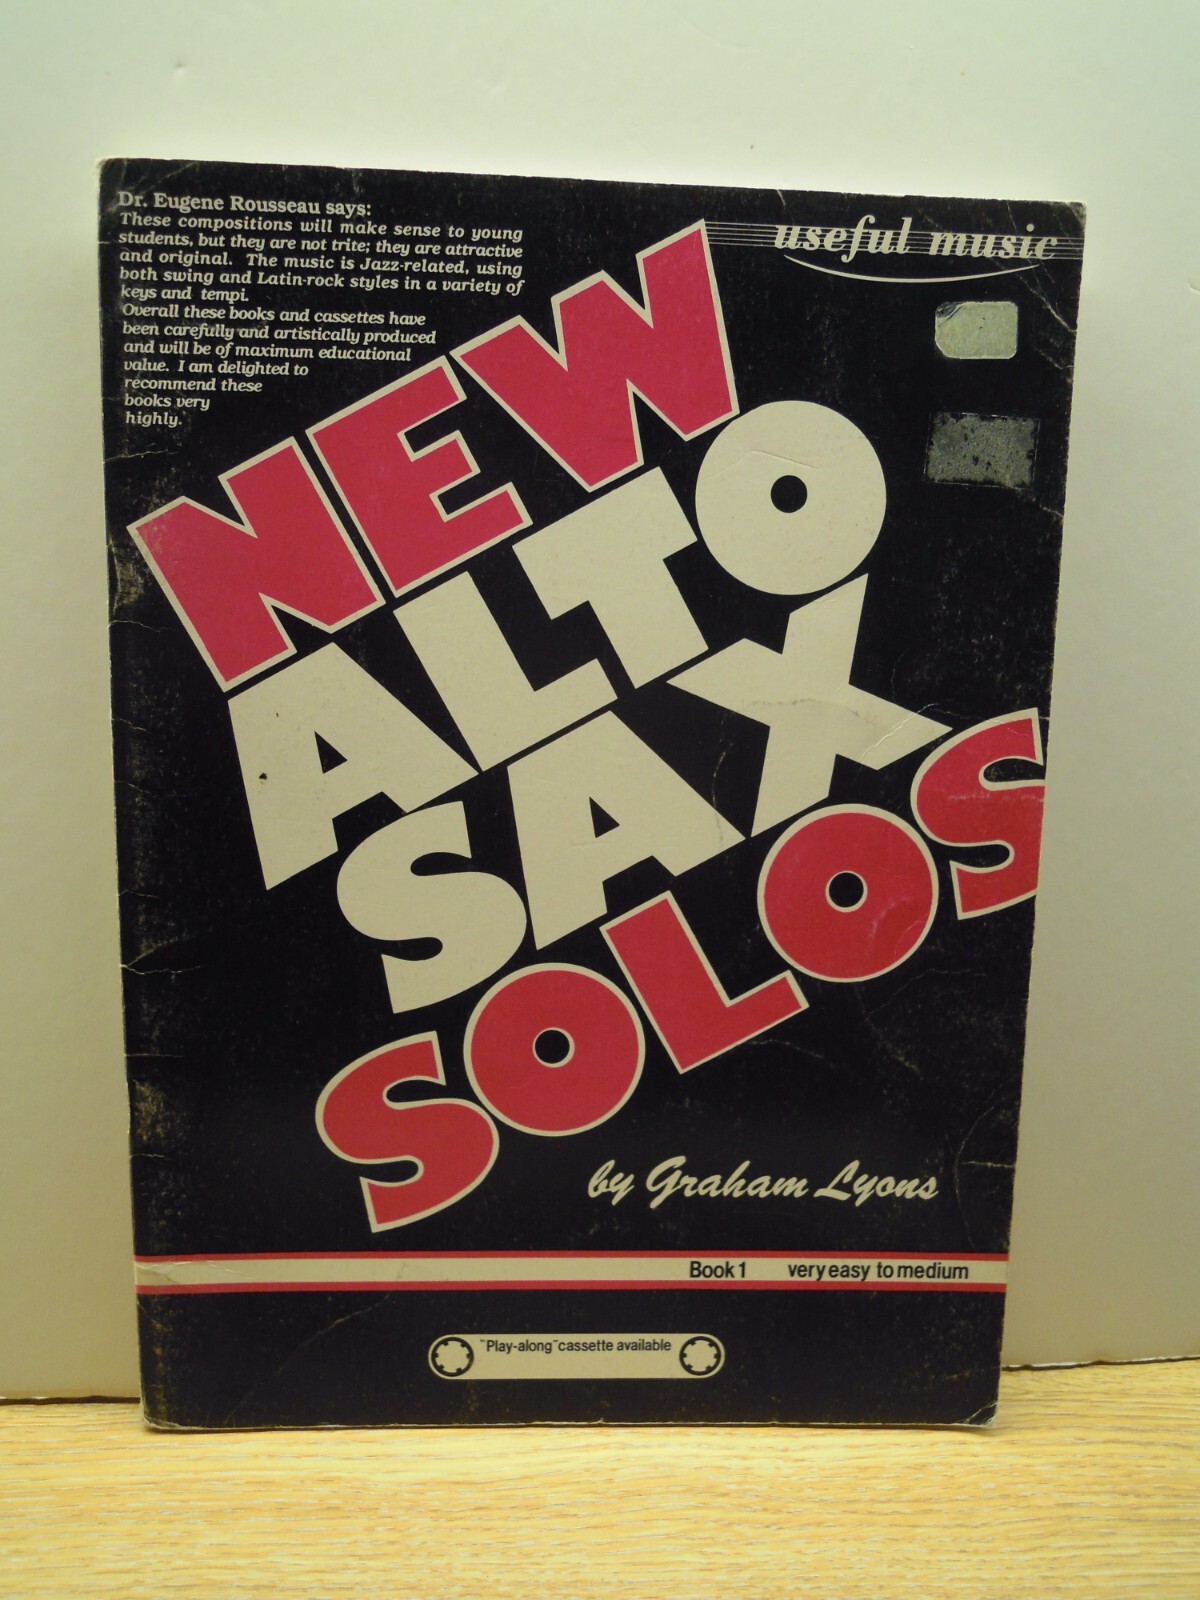 Dr. Eugene Rousseau says:
These compositions will make sense to young
students, but they are not trite; they are attractive
and original. The music is Jazz-related, using
both swing and Latin-rock styles in a variety of
keys and tempi.
Overall these books and cassettes have
been carefully and artistically produced
and will be of maximum educational
value. I am delighted to
recommend these
books very
highly.
useful music
NEW
ALTO
SAX
SOLOS
by Graham Lyons
Book 1 very easy to medium
"Play-along" cassette available